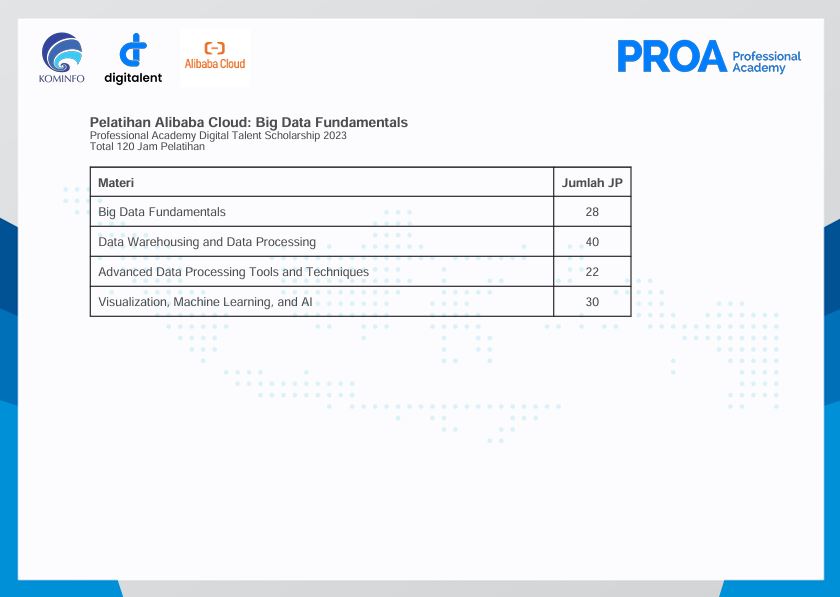 KOMINFO
digitalent
Alibaba Cloud
PROA Professional
Academy
Pelatihan Alibaba Cloud: Big Data Fundamentals
Professional Academy Digital Talent Scholarship 2023
Total 120 Jam Pelatihan
Materi Jumlah JP
Big Data Fundamentals 28
Data Warehousing and Data Processing 40
Advanced Data Processing Tools and Techniques 22
Visualization, Machine Learning, and AI 30